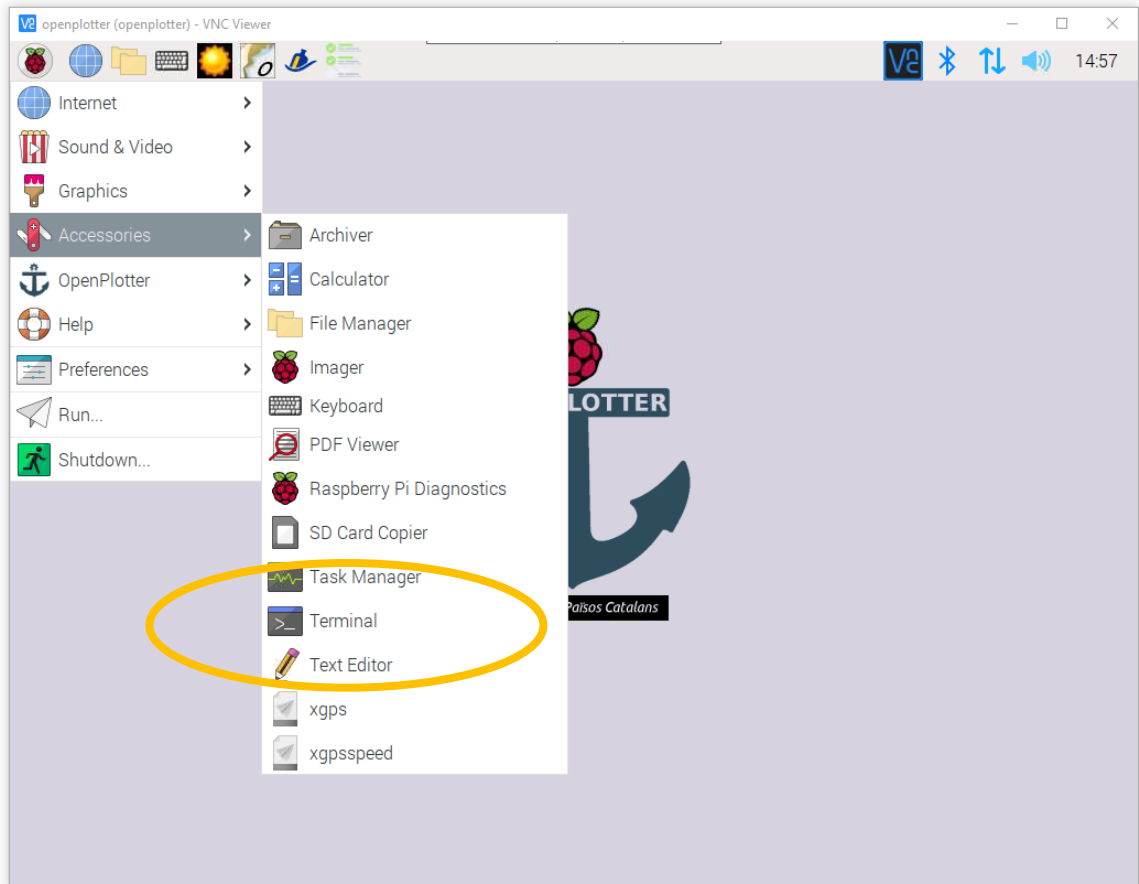 openplotter (openplotter) - VNC Viewer
14:57
Internet
Sound & Video
Graphics
Accessories
OpenPlotter
Help
Preferences
Run...
Shutdown...
Archiver
Calculator
File Manager
Imager
Keyboard
PDF Viewer
Raspberry Pi Diagnostics
SD Card Copier
Task Manager
Terminal
Text Editor
xgps
xgpsspeed
LOTTER
Països Catalans